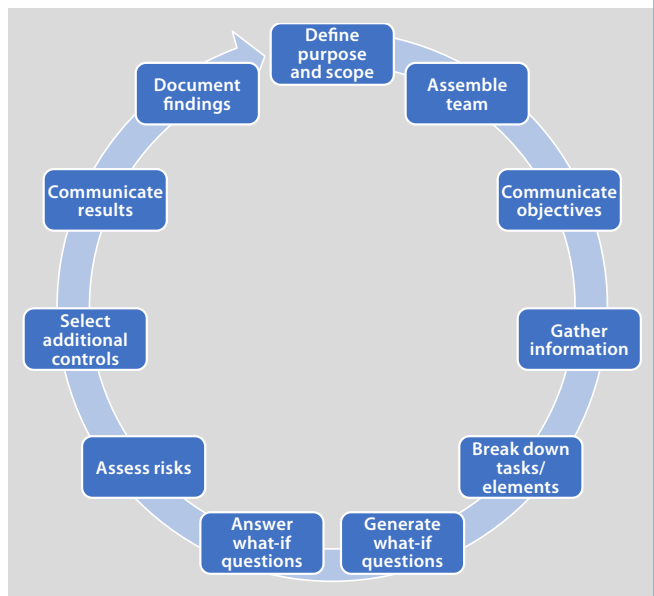 Define
purpose
and scope
Assemble
team
Communicate
objectives
Gather
information
Break down
tasks/
elements
Generate
what-if
questions
Answer
what-if
questions
Assess risks
Select
additional
controls
Communicate
results
Document
findings